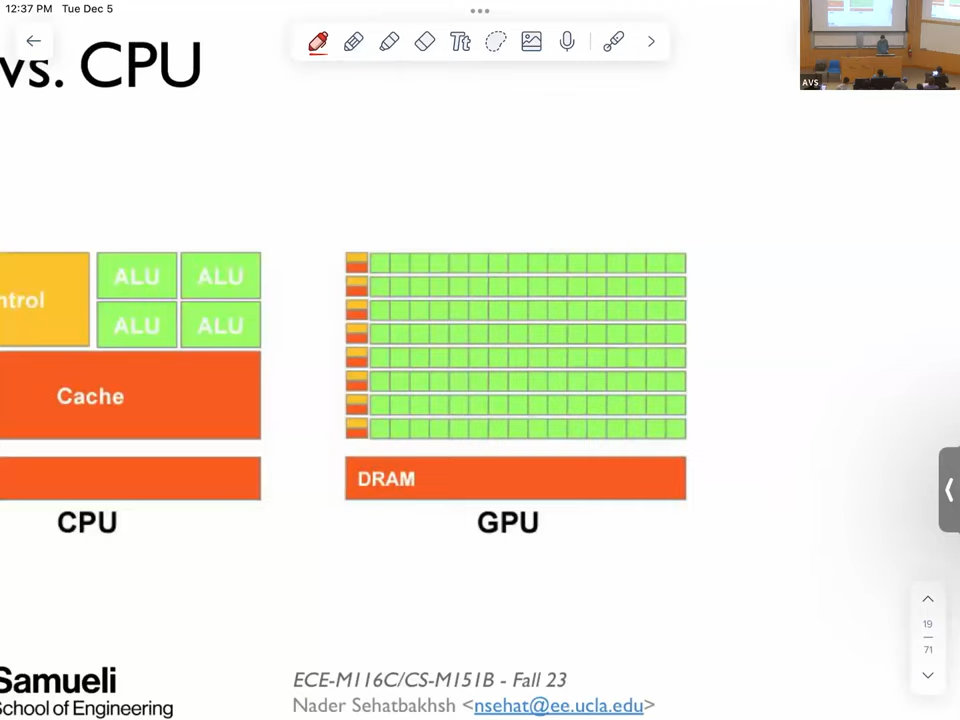 12:37 PM Tue Dec 5
vs. CPU
Tt
AVS
ntrol
ALU ALU
ALU ALU
Cache
DRAM
CPU
GPU
19
71
Samueli
School of Engineering
ECE-M116C/CS-M151B - Fall 23
Nader Sehatbakhsh <nsehat@ee.ucla.edu>